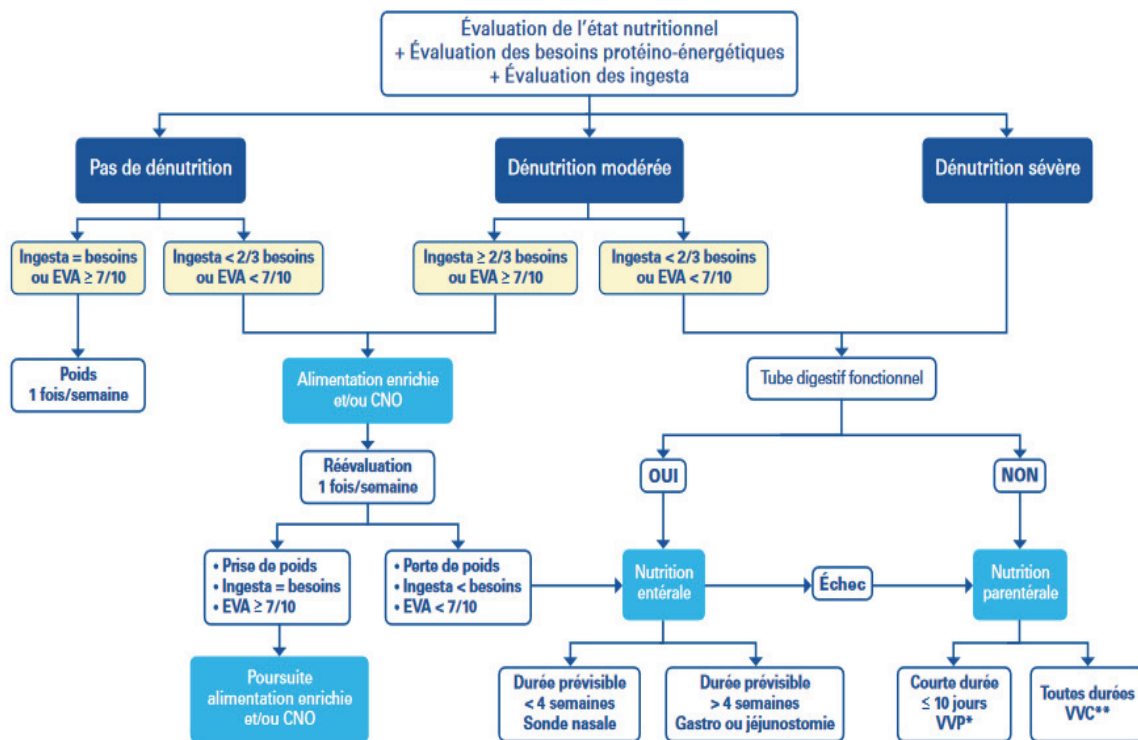 Évaluation de l'état nutritionnel
+ Évaluation des besoins protéino-énergétiques
+ Évaluation des ingesta
Pas de dénutrition
Dénutrition modérée
Dénutrition sévère
Ingesta = besoins
ou EVA ≥ 7/10
Ingesta < 2/3 besoins
ou EVA < 7/10
Ingesta ≥ 2/3 besoins
ou EVA ≥ 7/10
Ingesta < 2/3 besoins
ou EVA < 7/10
Poids
1 fois/semaine
Alimentation enrichie
et/ou CNO
Tube digestif fonctionnel
Réévaluation
1 fois/semaine
OUI
NON
• Prise de poids
• Ingesta = besoins
• EVA ≥ 7/10
• Perte de poids
• Ingesta < besoins
• EVA < 7/10
Nutrition
entérale
Échec
Nutrition
parentérale
Poursuite
alimentation enrichie
et/ou CNO
Durée prévisible
< 4 semaines
Sonde nasale
Durée prévisible
> 4 semaines
Gastro ou jéjunostomie
Courte durée
≤ 10 jours
VVP*
Toutes durées
VVC**